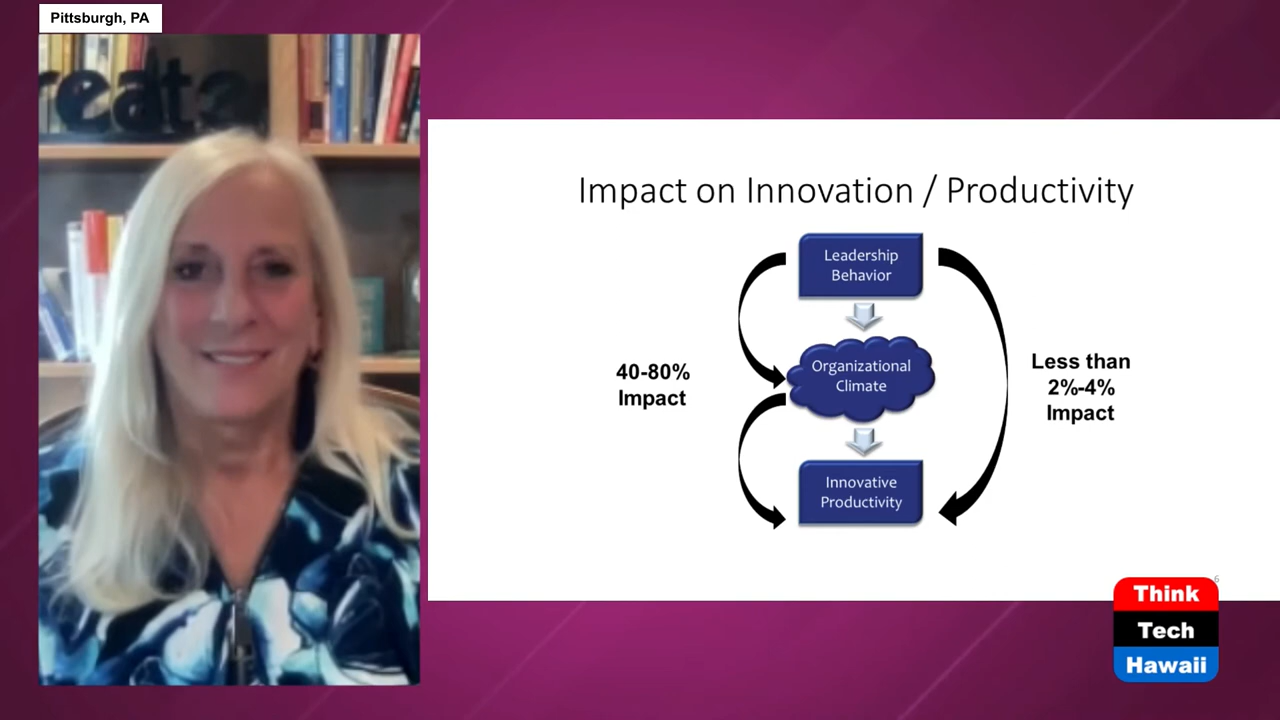 Pittsburgh, PA
Impact on Innovation / Productivity
Leadership
Behavior
40-80%
Impact
Organizational
Climate
Less than
2%-4%
Impact
Innovative
Productivity
6
Think
Tech
Hawaii